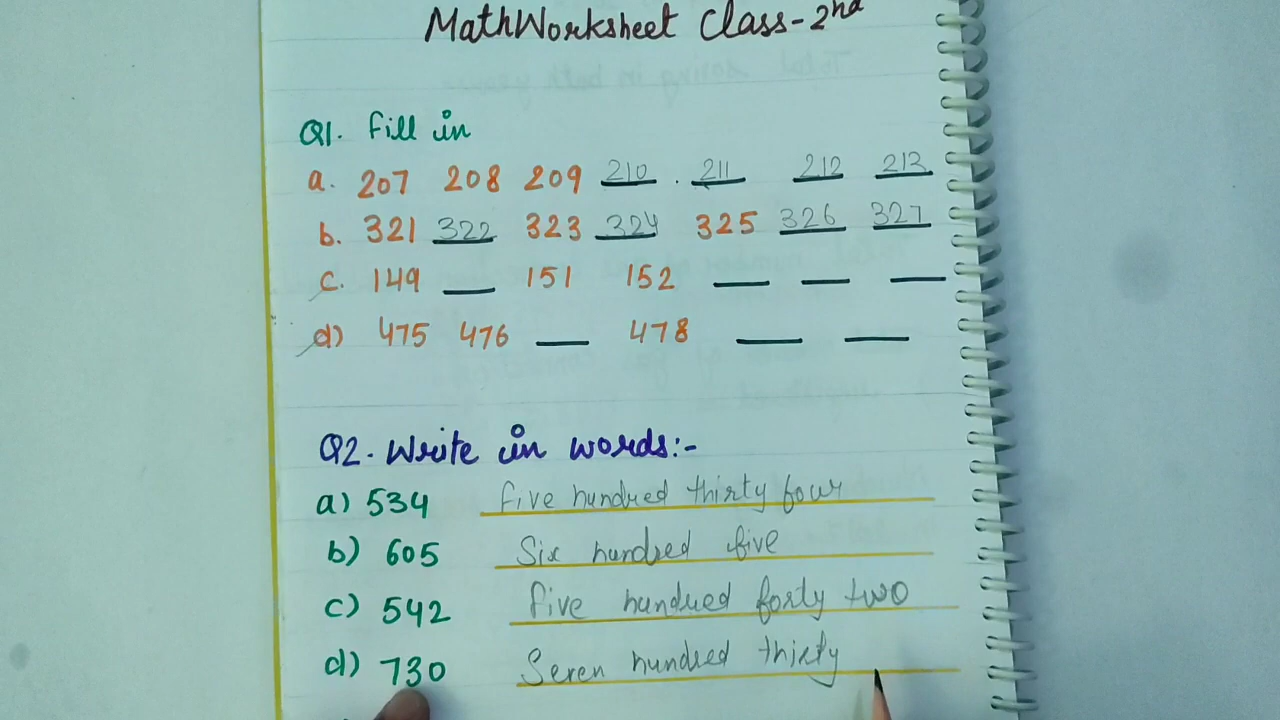 MathWorksheet Class-2nd
Q1. Fill in
a. 207 208 209 210 . 211 212 213
b. 321 322 323 324 325 326 327
c. 149 __ 151 152 __ __ __
d) 475 476 __ 478 __ __
Q2. Write in words:-
a) 534 five hundred thirty four
b) 605 Six hundred five
c) 542 five hundred forty two
d) 730 Seven hundred thirty